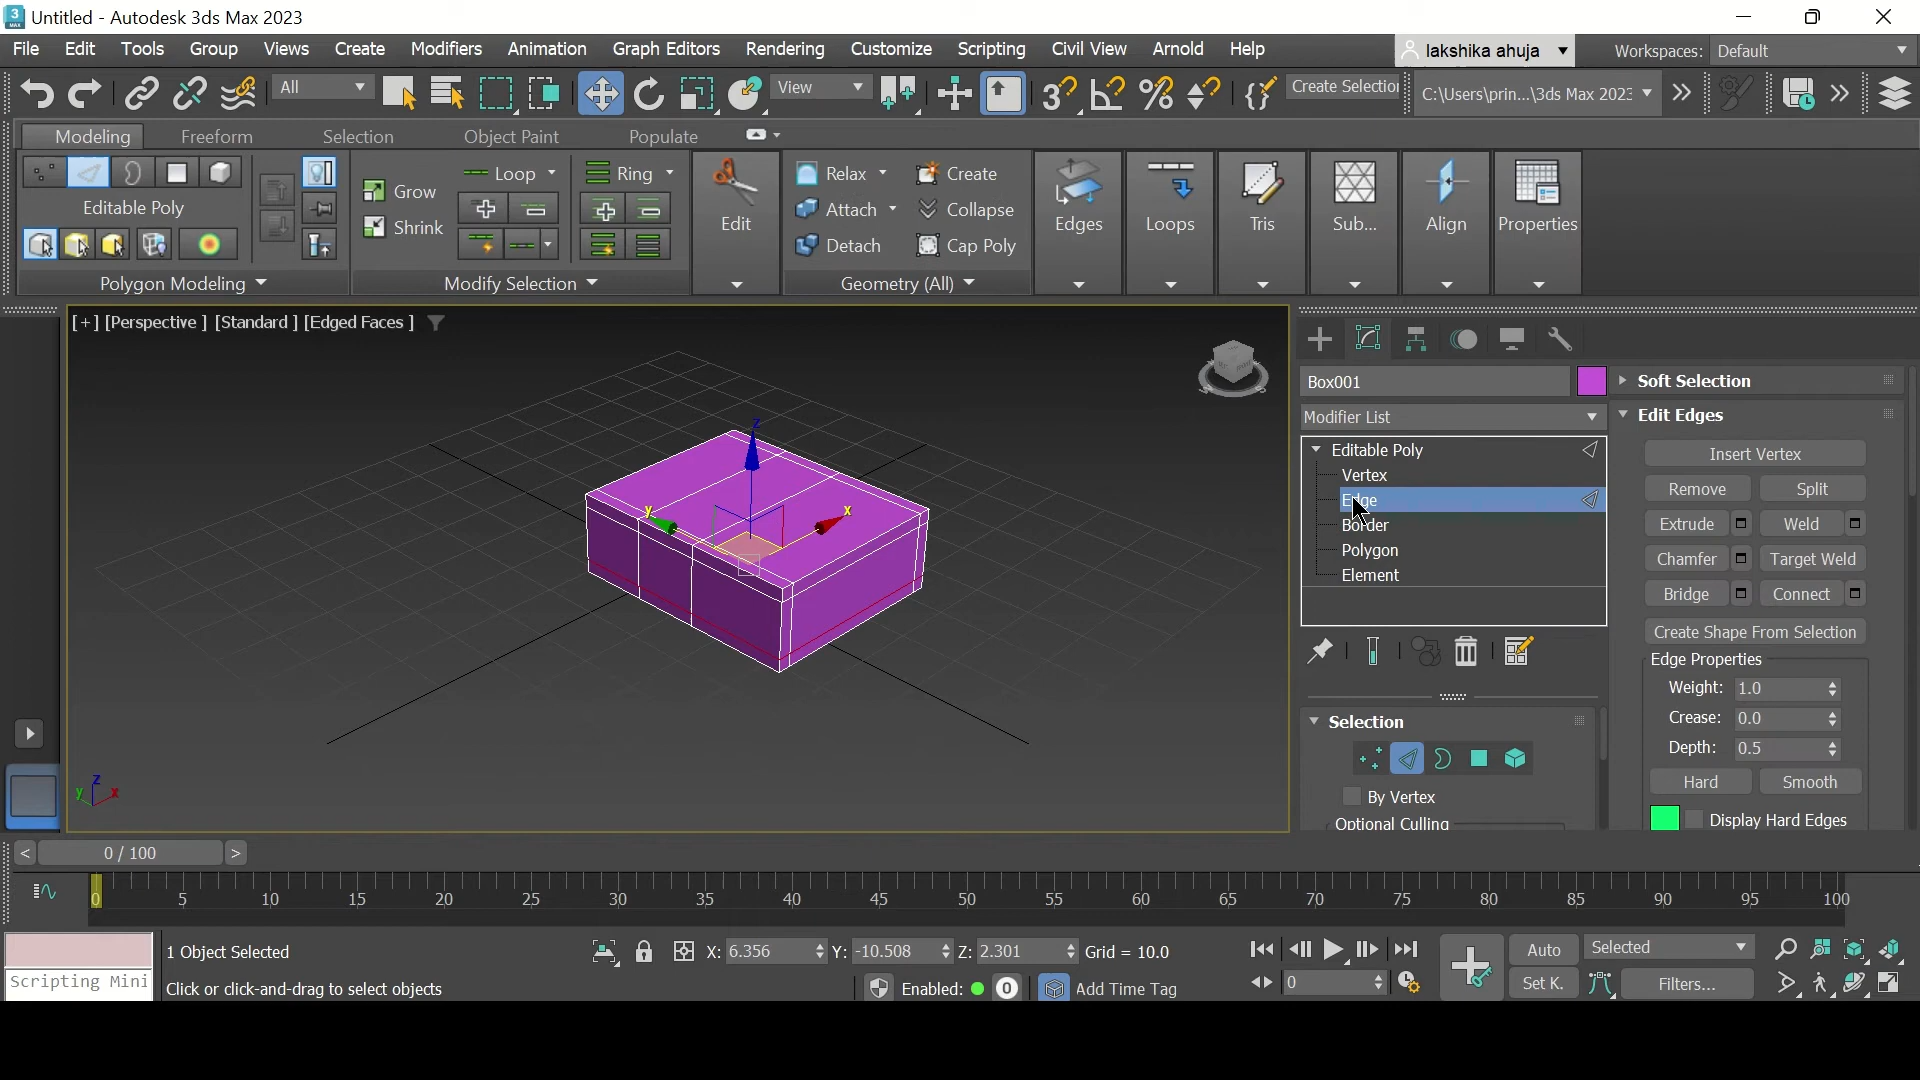 Untitled - Autodesk 3ds Max 2023
File Edit Tools Group Views Create Modifiers Animation Graph Editors Rendering Customize Scripting Civil View Arnold Help
lakshika ahuja
Workspaces: Default
All
View
Create Selection
C:\Users\prin...\3ds Max 2023
Modeling Freeform Selection Object Paint Populate
Editable Poly
Polygon Modeling
Grow
Shrink
Loop
Ring
Modify Selection
Edit
Relax
Create
Attach
Collapse
Detach
Cap Poly
Geometry (All)
Edges
Loops
Tris
Sub...
Align
Properties
[+] [Perspective ] [Standard ] [Edged Faces ]
z
y
x
z
y
x
Box001
Modifier List
Editable Poly
Vertex
Edge
Border
Polygon
Element
Selection
By Vertex
Optional Culling
Soft Selection
Edit Edges
Insert Vertex
Remove Split
Extrude Weld
Chamfer Target Weld
Bridge Connect
Create Shape From Selection
Edge Properties
Weight: 1.0
Crease: 0.0
Depth: 0.5
Hard Smooth
Display Hard Edges
< 0 / 100 >
0 5 10 15 20 25 30 35 40 45 50 55 60 65 70 75 80 85 90 95 100
Scripting Mini
1 Object Selected
Click or click-and-drag to select objects
X: 6.356 Y: -10.508 Z: 2.301 Grid = 10.0
Enabled: 0 Add Time Tag
0
Auto Selected
Set K. Filters...